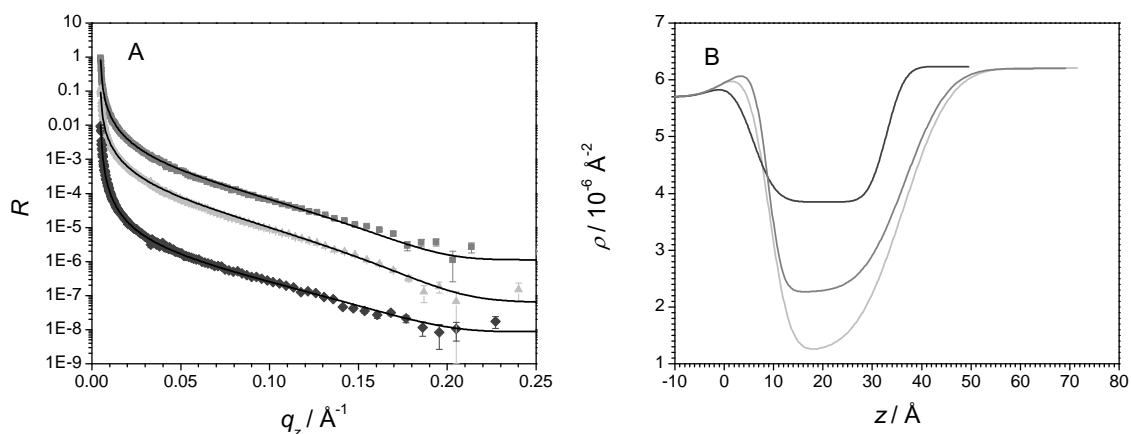 A
1
0.1
0.01
1E-3
1E-4
1E-5
1E-6
1E-7
1E-8
1E-9
R
0.00 0.05 0.10 0.15 0.20 0.25
q_z / Å⁻¹
B
7
6
5
4
3
2
1
ρ / 10⁻⁶ Å⁻²
-10 0 10 20 30 40 50 60 70 80
z / Å